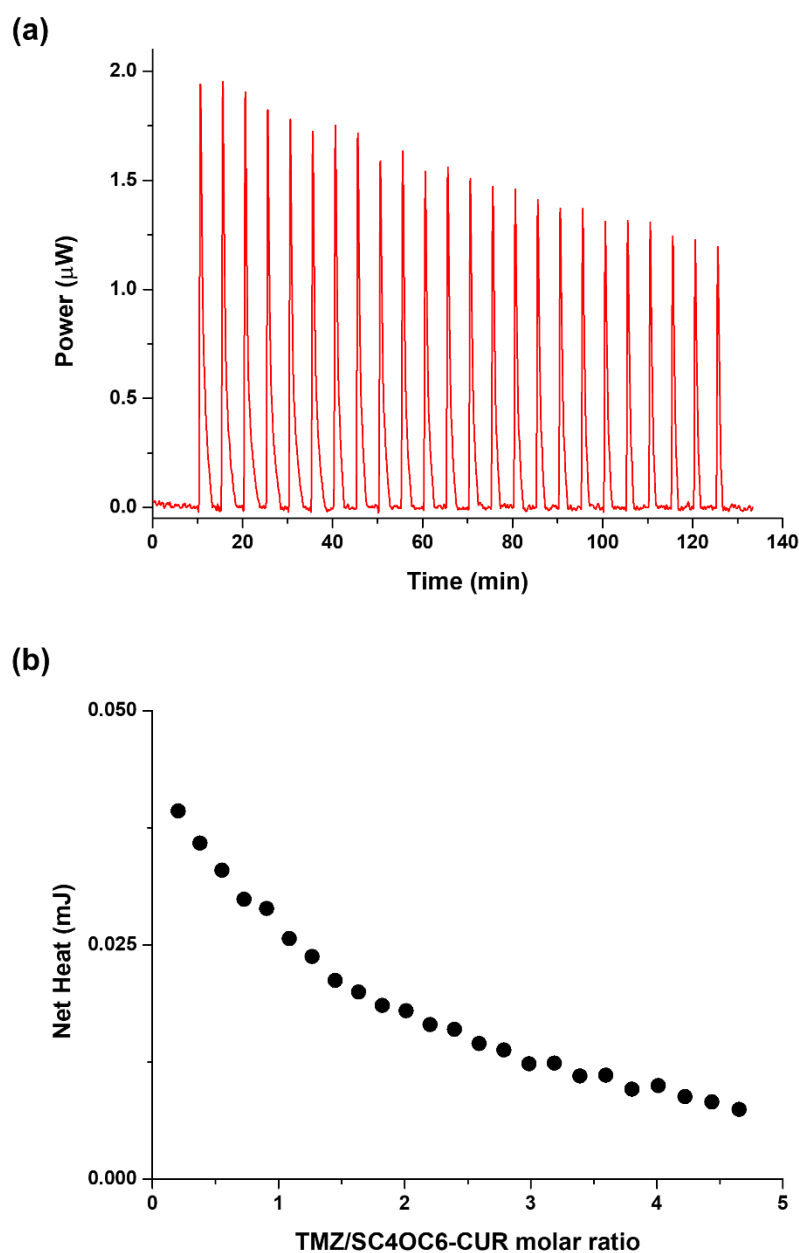 (a)
2.0
1.5
1.0
0.5
0.0
Power (μW)
0 20 40 60 80 100 120 140
Time (min)
(b)
0.050
0.025
0.000
Net Heat (mJ)
0 1 2 3 4 5
TMZ/SC4OC6-CUR molar ratio